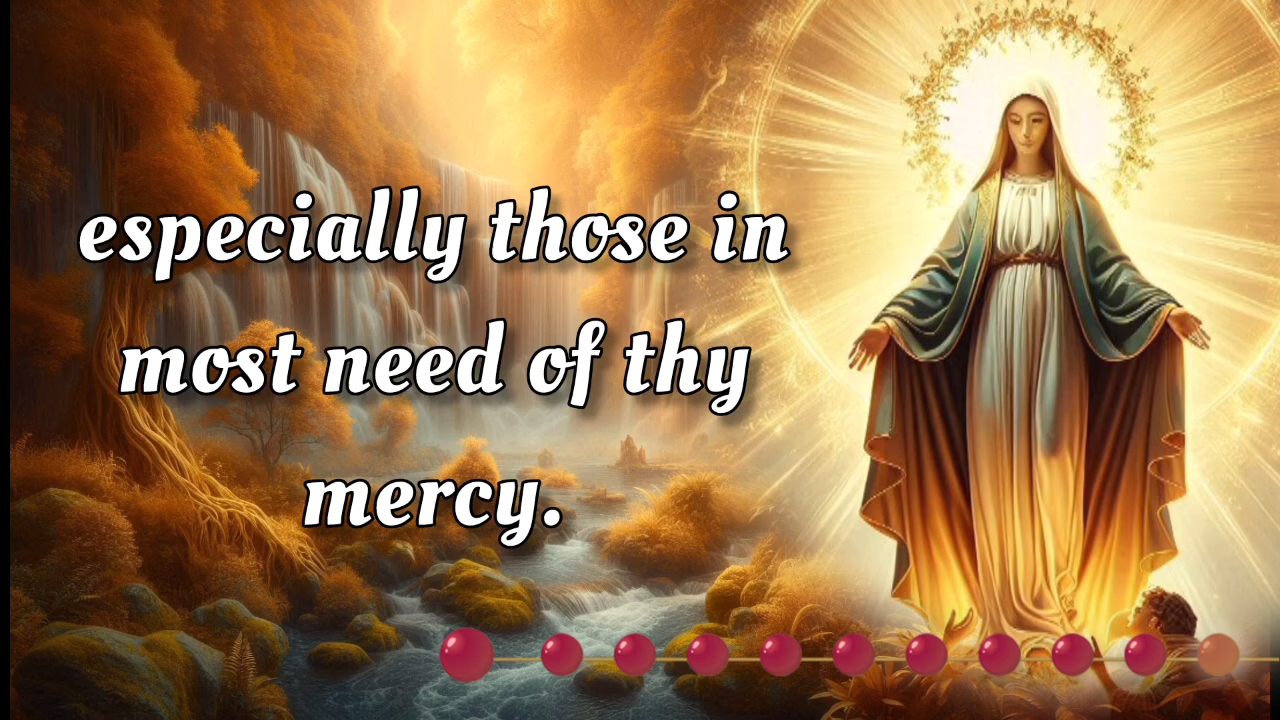 especially those in
most need of thy
mercy.